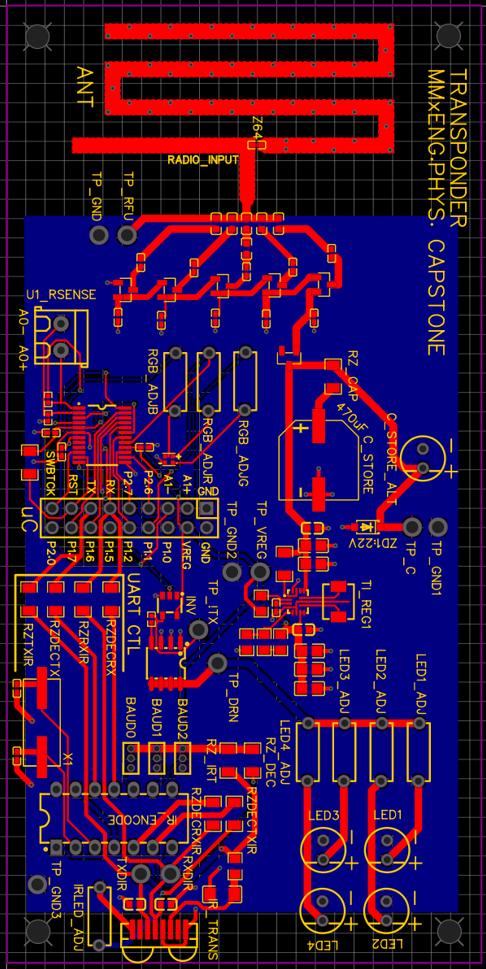 ANT
TRANSPONDER
MMxENG.PHYS. CAPSTONE
Z64
RADIO_INPUT
TP_GND
TP_RFU
U1_RSENSE
A0- A0+
RGB_ADJB
RGB_ADJR
RGB_ADJG
RZ_CAP
470uF
C_STORE
+
-
C_STORE_ALT
-
+
ZD1:22V
TP_C
TP_GND1
SWBTCK
RST
TX
RX
P2.7
P2.6
A1-
A1+
GND
uC
P2.0
P1.7
P1.6
P1.5
P1.1
P1.0
VREG
GND
TP_GND2
TP_VREG
UART CTL
INV
TP_!TX
TI_REG1
RZTXIR
RZDECTX
RZRXIR
RZDECRX
TP_DRN
LED4_ADJ
LED3_ADJ
LED2_ADJ
LED1_ADJ
BAUD0
BAUD1
BAUD2
RZ_IRT
RZ_DEC
X1
IR_ENCODE
RZDECRXIR
RZDECTXIR
LED3
LED1
+
+
TP_GND3
TXDIR
RXDIR
IRLED_ADJ
IR_TRANS
+
+
LED4
LED2